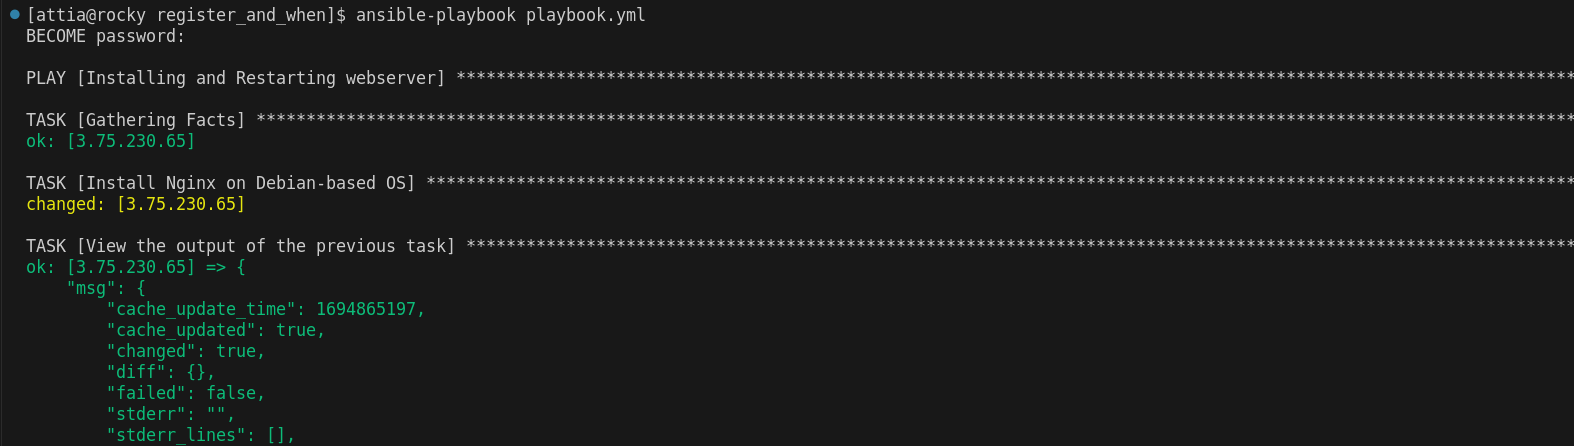 [attia@rocky register_and_when]$ ansible-playbook playbook.yml
BECOME password:
PLAY [Installing and Restarting webserver] ****************************************************************************************************************
TASK [Gathering Facts] ************************************************************************************************************************************
ok: [3.75.230.65]
TASK [Install Nginx on Debian-based OS] *******************************************************************************************************************
changed: [3.75.230.65]
TASK [View the output of the previous task] ***************************************************************************************************************
ok: [3.75.230.65] => {
    "msg": {
        "cache_update_time": 1694865197,
        "cache_updated": true,
        "changed": true,
        "diff": {},
        "failed": false,
        "stderr": "",
        "stderr_lines": [],